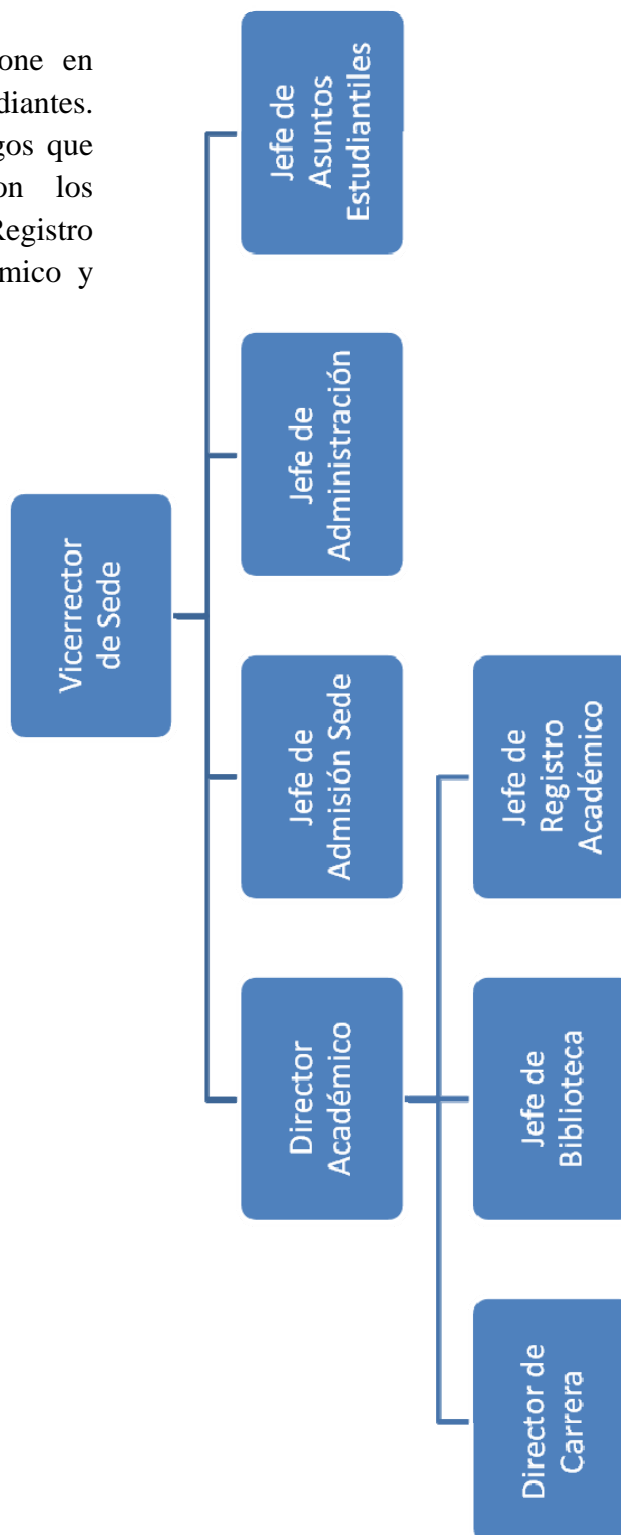 one en
diantes.
gos que
on los
Registro
mico y
Vicerrector
de Sede
Director
Académico
Jefe de
Admisión Sede
Jefe de
Administración
Jefe de
Asuntos
Estudiantiles
Director de
Carrera
Jefe de
Biblioteca
Jefe de
Registro
Académico